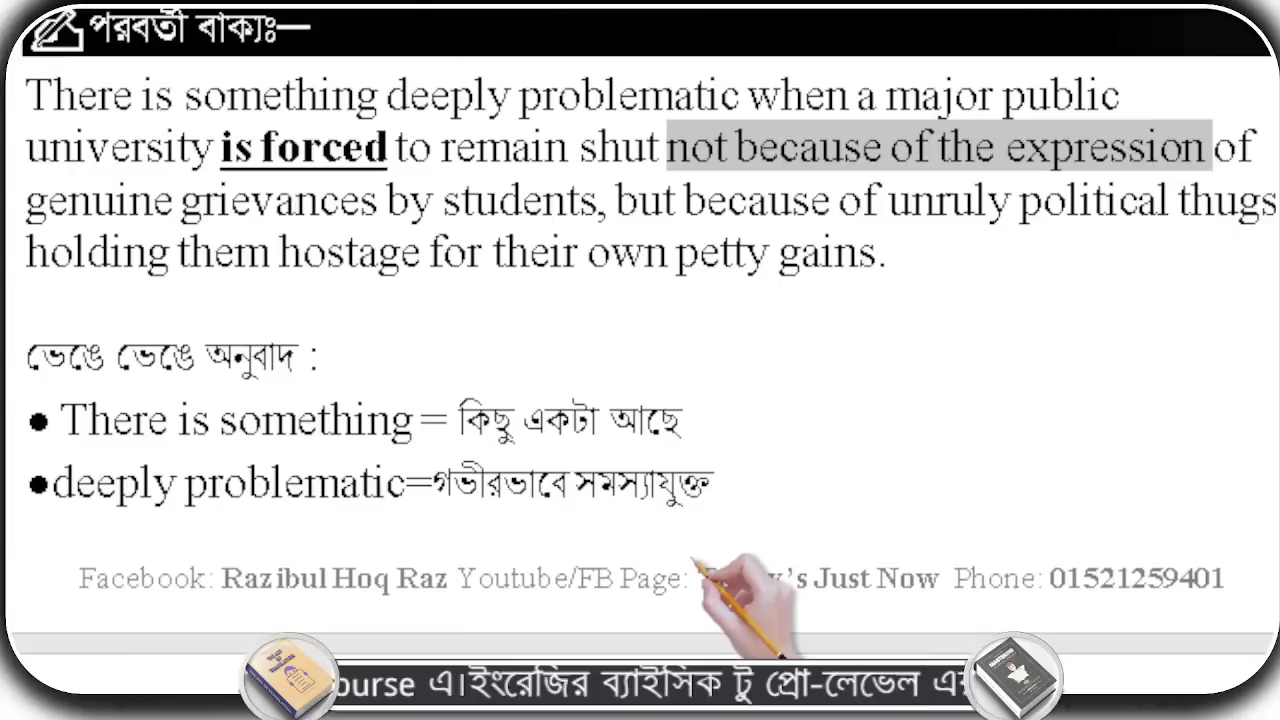 পরবর্তী বাক্যঃ—
There is something deeply problematic when a major public
university is forced to remain shut not because of the expression of
genuine grievances by students, but because of unruly political thugs
holding them hostage for their own petty gains.
ভেঙে ভেঙে অনুবাদ :
● There is something = কিছু একটা আছে
●deeply problematic=গভীরভাবে সমস্যাযুক্ত
Facebook: Razibul Hoq Raz Youtube/FB Page: Just Now Phone: 01521259401
এ।ইংরেজির ব্যাইসিক টু প্রো-লেভেল